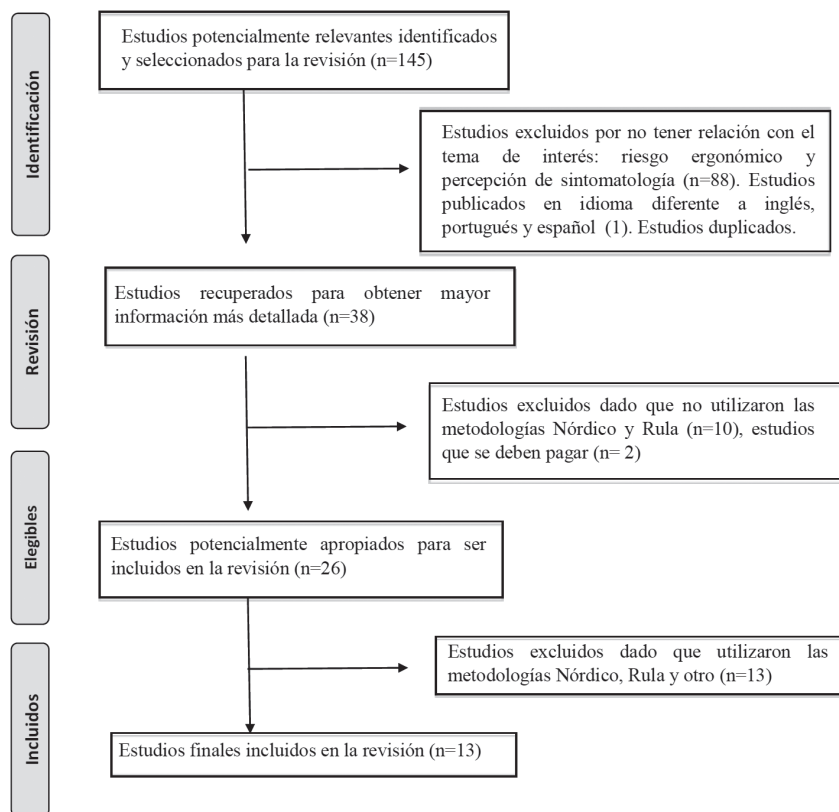 Identificación
Estudios potencialmente relevantes identificados
y seleccionados para la revisión (n=145)
Estudios excluidos por no tener relación con el
tema de interés: riesgo ergonómico y
percepción de sintomatología (n=88). Estudios
publicados en idioma diferente a inglés,
portugués y español (1). Estudios duplicados.
Revisión
Estudios recuperados para obtener mayor
información más detallada (n=38)
Estudios excluidos dado que no utilizaron las
metodologías Nórdico y Rula (n=10), estudios
que se deben pagar (n= 2)
Elegibles
Estudios potencialmente apropiados para ser
incluidos en la revisión (n=26)
Estudios excluidos dado que utilizaron las
metodologías Nórdico, Rula y otro (n=13)
Incluidos
Estudios finales incluidos en la revisión (n=13)